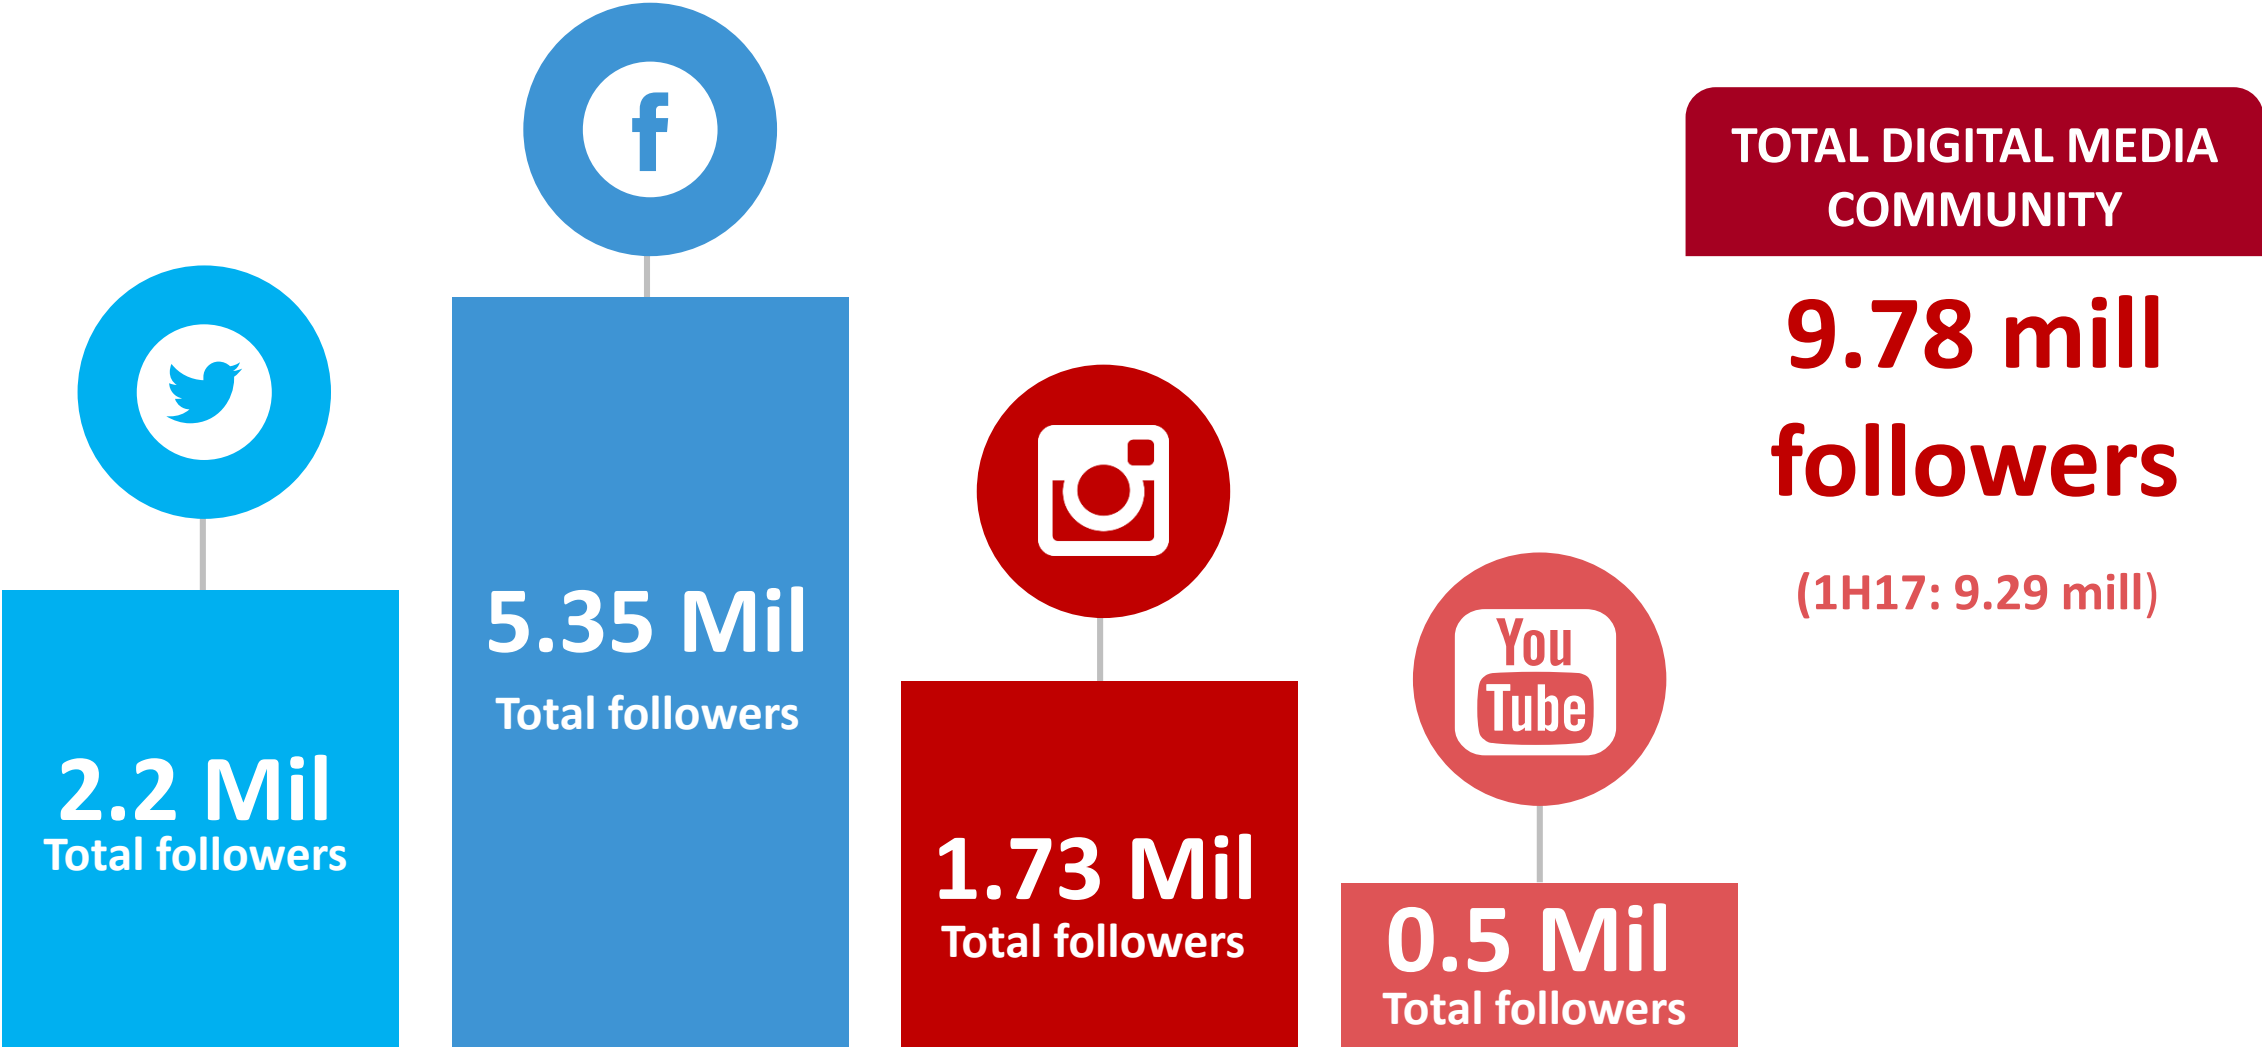 2.2 Mil
Total followers
5.35 Mil
Total followers
1.73 Mil
Total followers
You
Tube
0.5 Mil
Total followers
TOTAL DIGITAL MEDIA
COMMUNITY
9.78 mill
followers
(1H17: 9.29 mill)